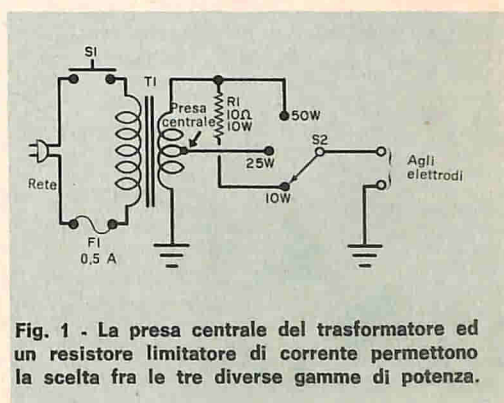 S1
T1
Presa
centrale
R1
10Ω
10W
50W
S2
25W
Agli
elettrodi
Rete
10W
F1
0,5 A
Fig. 1 - La presa centrale del trasformatore ed
un resistore limitatore di corrente permettono
la scelta fra le tre diverse gamme di potenza.